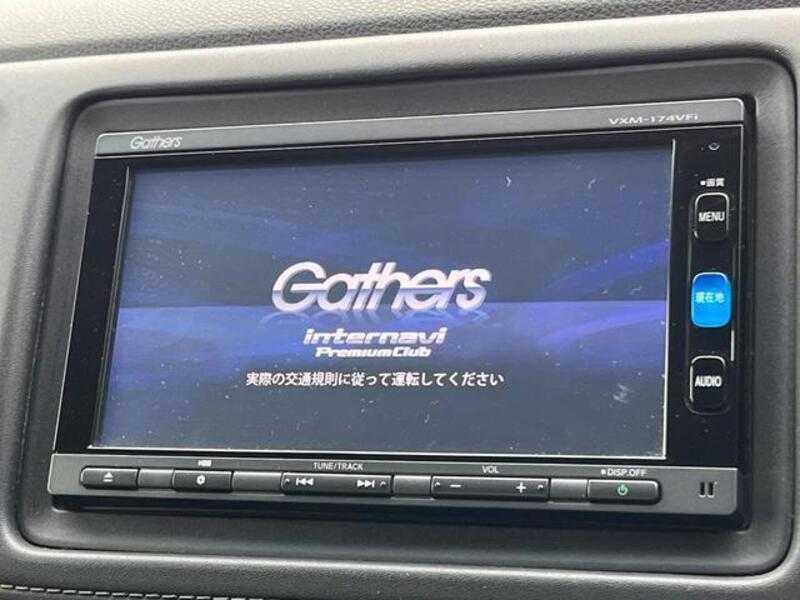 Gathers
VXM-174VFi
■画質
MENU
現在地
AUDIO
Gathers
internavi
Premium Club
実際の交通規則に従って運転してください
TUNE/TRACK
VOL
■DISP.OFF
− +